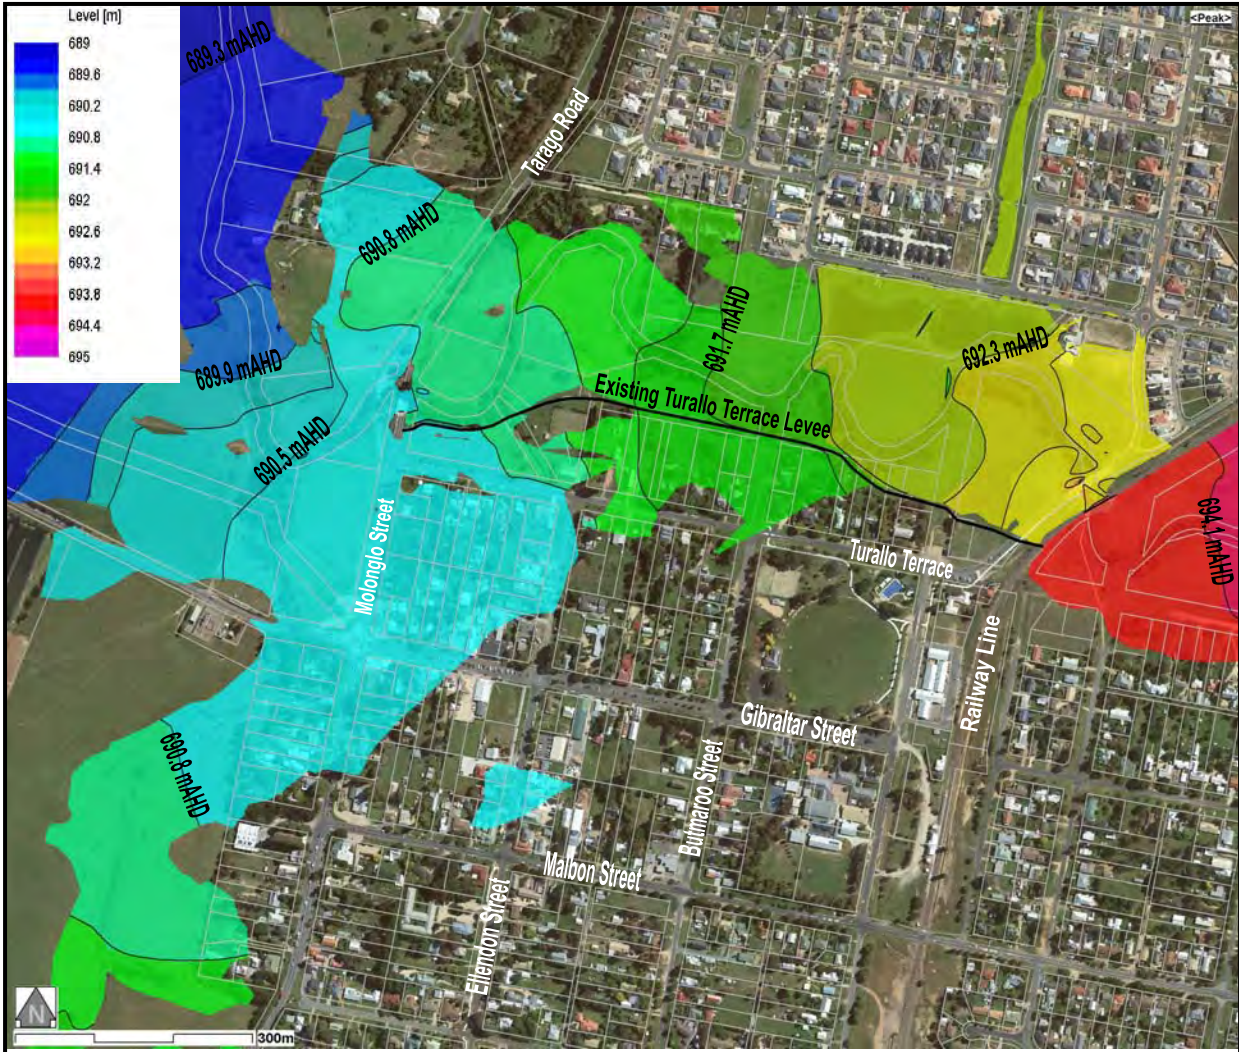 Level [m]
689
689.6
690.2
690.8
691.4
692
692.6
693.2
693.8
694.4
695
<Peak>
689.3 mAHD
Tarago Road
690.8 mAHD
691.7 mAHD
692.3 mAHD
689.9 mAHD
Existing Turallo Terrace Levee
690.5 mAHD
694.1 mAHD
Molonglo Street
Turallo Terrace
Railway Line
Gibraltar Street
690.8 mAHD
Butmaroo Street
Malbon Street
Ellendon Street
N
300m